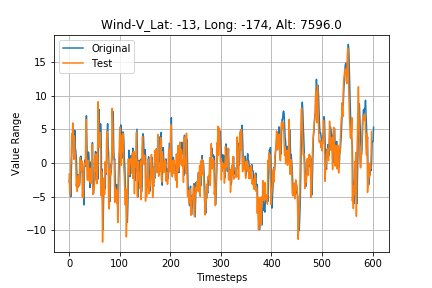 Wind-V_Lat: -13, Long: -174, Alt: 7596.0
Original
Test
Value Range
15
10
5
0
−5
−10
0 100 200 300 400 500 600
Timesteps